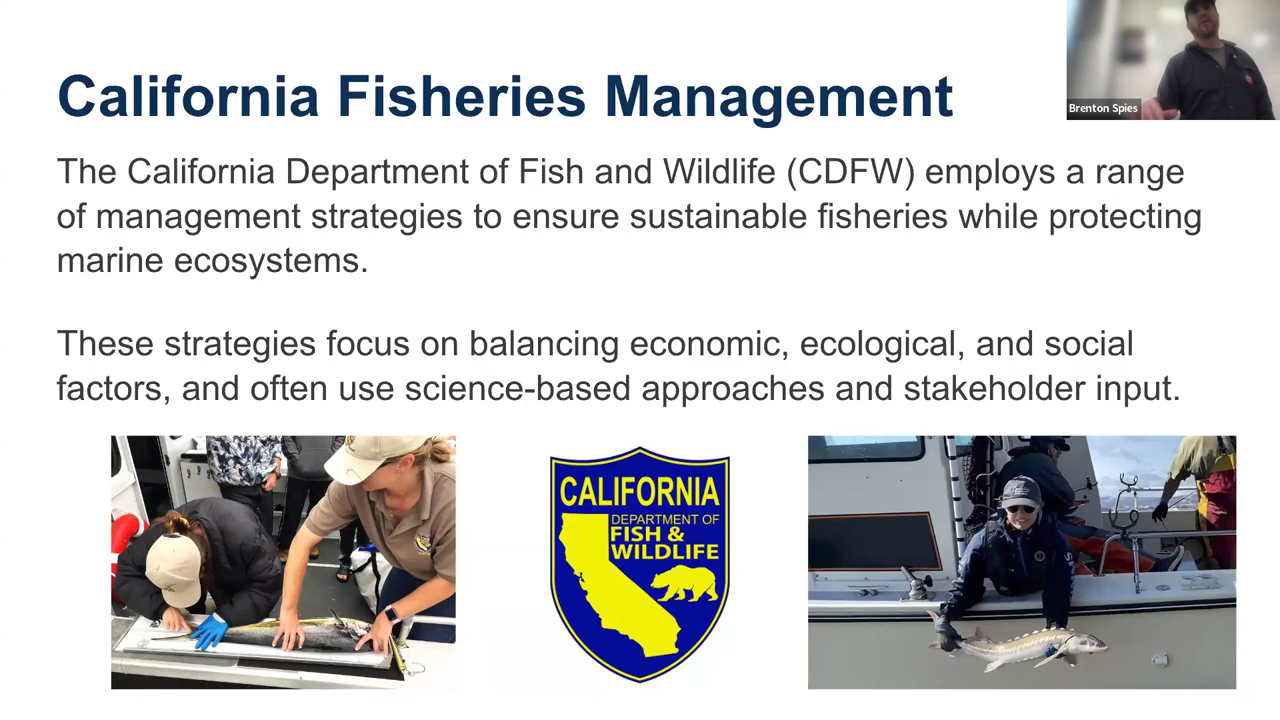 California Fisheries Management
Brenton Spies
The California Department of Fish and Wildlife (CDFW) employs a range
of management strategies to ensure sustainable fisheries while protecting
marine ecosystems.
These strategies focus on balancing economic, ecological, and social
factors, and often use science-based approaches and stakeholder input.
CALIFORNIA
DEPARTMENT OF
FISH &
WILDLIFE